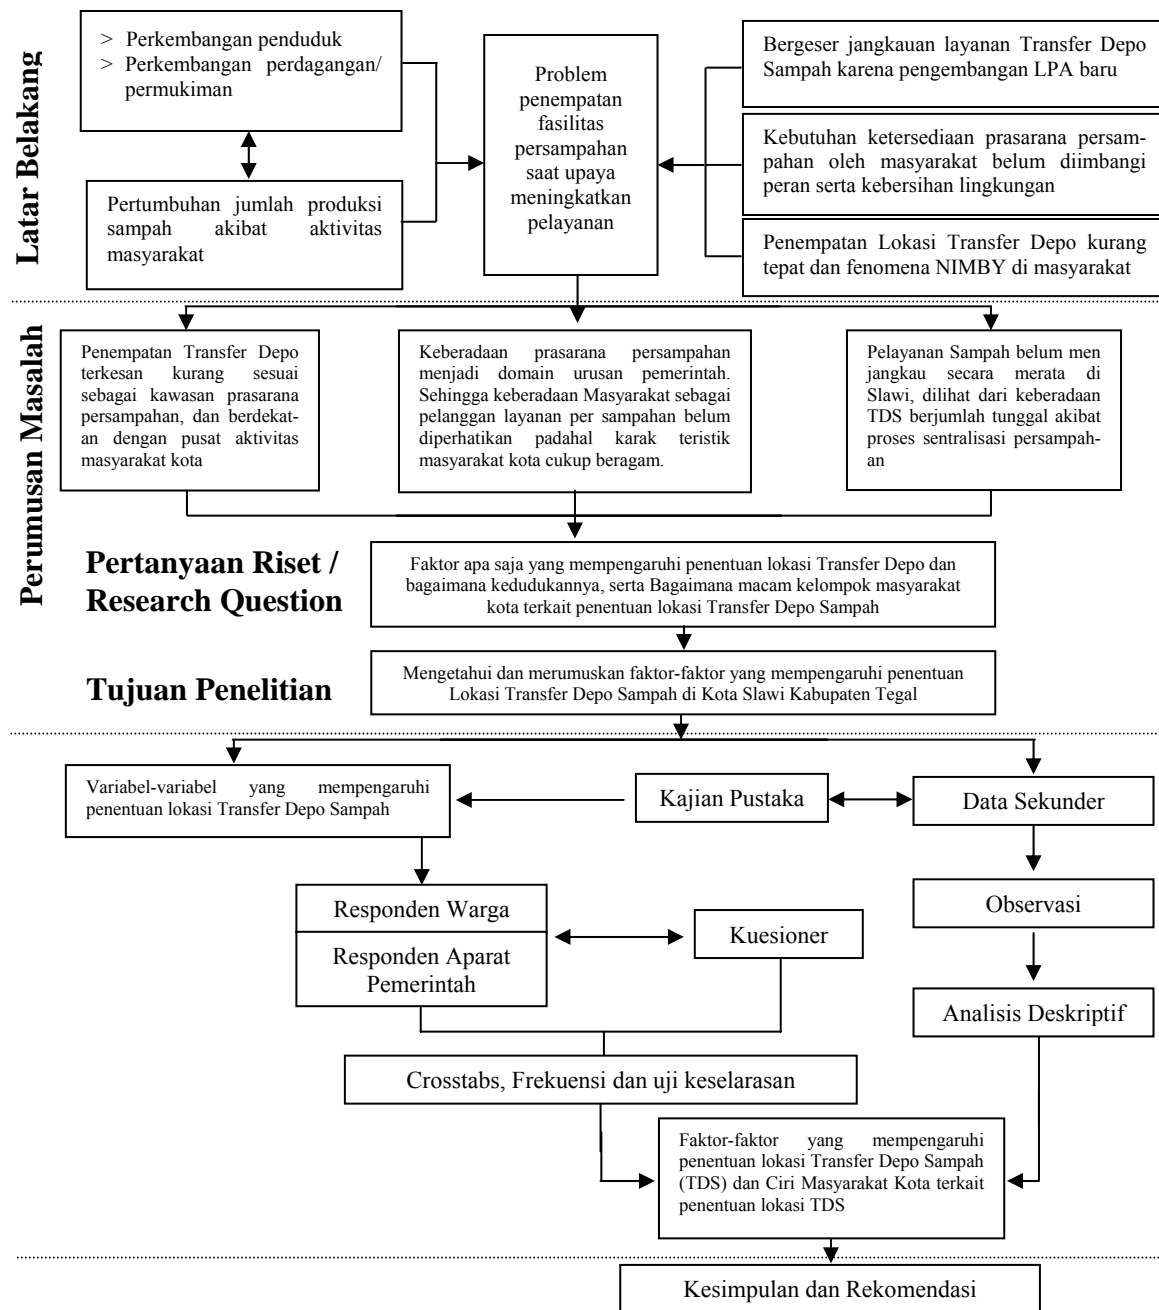 Latar Belakang
> Perkembangan penduduk
> Perkembangan perdagangan/
permukiman
Pertumbuhan jumlah produksi
sampah akibat aktivitas
masyarakat
Problem
penempatan
fasilitas
persampahan
saat upaya
meningkatkan
pelayanan
Bergeser jangkauan layanan Transfer Depo
Sampah karena pengembangan LPA baru
Kebutuhan ketersediaan prasarana persam-
pahan oleh masyarakat belum diimbangi
peran serta kebersihan lingkungan
Penempatan Lokasi Transfer Depo kurang
tepat dan fenomena NIMBY di masyarakat
Perumusan Masalah
Penempatan Transfer Depo
terkesan kurang sesuai
sebagai kawasan prasarana
persampahan, dan berdekat-
an dengan pusat aktivitas
masyarakat kota
Keberadaan prasarana persampahan
menjadi domain urusan pemerintah.
Sehingga keberadaan Masyarakat sebagai
pelanggan layanan per sampahan belum
diperhatikan padahal karak teristik
masyarakat kota cukup beragam.
Pelayanan Sampah belum men
jangkau secara merata di
Slawi, dilihat dari keberadaan
TDS berjumlah tunggal akibat
proses sentralisasi persampah-
an
Pertanyaan Riset /
Research Question
Faktor apa saja yang mempengaruhi penentuan lokasi Transfer Depo dan
bagaimana kedudukannya, serta Bagaimana macam kelompok masyarakat
kota terkait penentuan lokasi Transfer Depo Sampah
Tujuan Penelitian
Mengetahui dan merumuskan faktor-faktor yang mempengaruhi penentuan
Lokasi Transfer Depo Sampah di Kota Slawi Kabupaten Tegal
Variabel-variabel yang mempengaruhi
penentuan lokasi Transfer Depo Sampah
Kajian Pustaka
Data Sekunder
Responden Warga
Responden Aparat
Pemerintah
Kuesioner
Observasi
Analisis Deskriptif
Crosstabs, Frekuensi dan uji keselarasan
Faktor-faktor yang mempengaruhi
penentuan lokasi Transfer Depo Sampah
(TDS) dan Ciri Masyarakat Kota terkait
penentuan lokasi TDS
Kesimpulan dan Rekomendasi